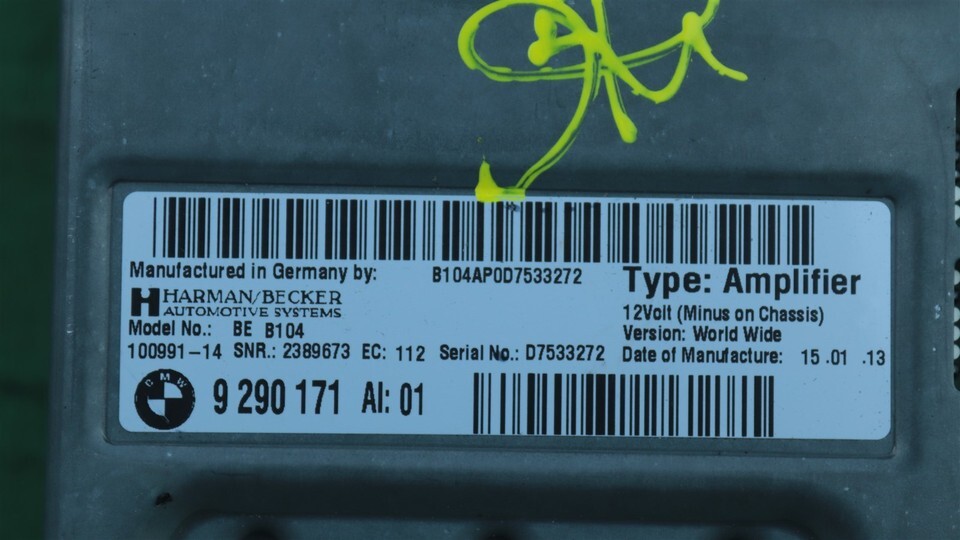 B104AP0D7533272
Manufactured in Germany by:
HARMAN/BECKER
AUTOMOTIVE SYSTEMS
Type: Amplifier
12Volt (Minus on Chassis)
Model No.: BE B104
Version: World Wide
100991-14 SNR.: 2389673 EC: 112 Serial No.: D7533272 Date of Manufacture: 15 .01 .13
CMW
9 290 171 AI: 01